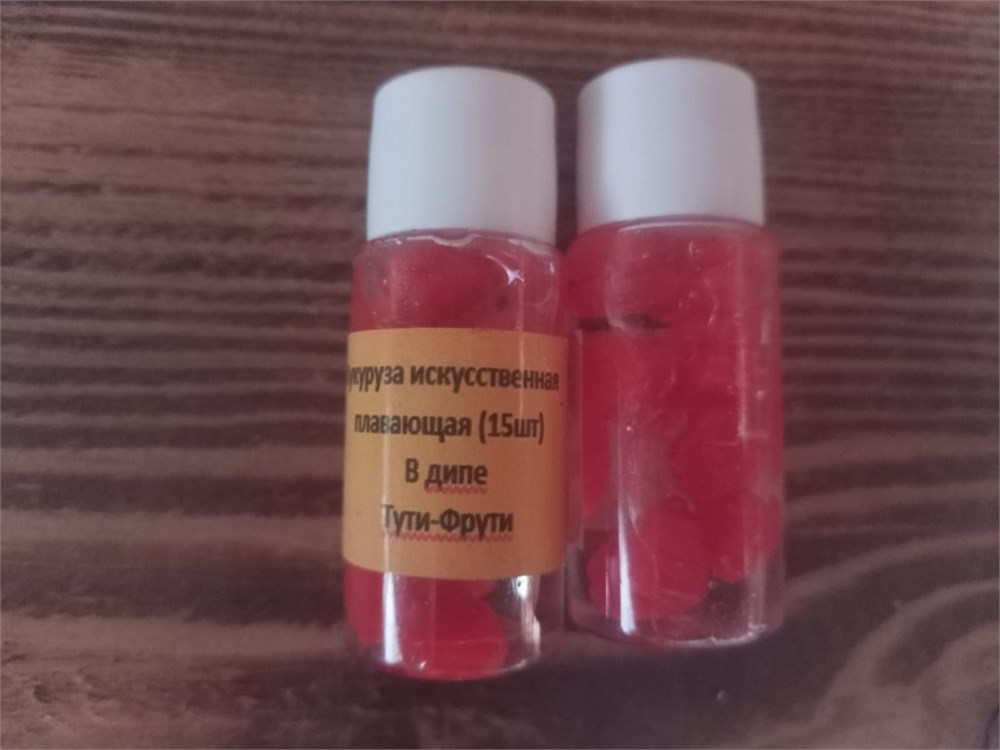 укуруза искусственная
плавающая (15шт)
В дипе
Тути-Фрути